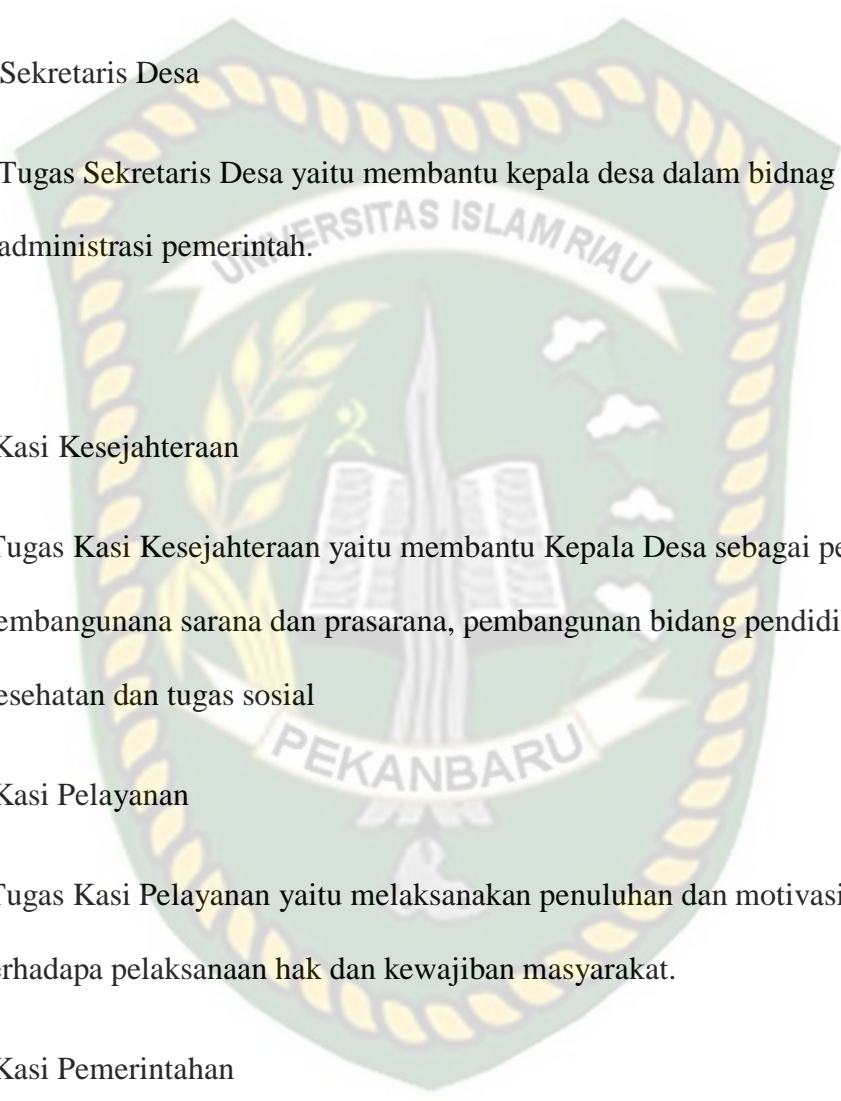 Sekretaris Desa
Tugas Sekretaris Desa yaitu membantu kepala desa dalam bidnag
administrasi pemerintah.
UNIVERSITAS ISLAM RIAU
Kasi Kesejahteraan
Tugas Kasi Kesejahteraan yaitu membantu Kepala Desa sebagai pe
embangunana sarana dan prasarana, pembangunan bidang pendidi
esehatan dan tugas sosial
PEKANBARU
Kasi Pelayanan
Tugas Kasi Pelayanan yaitu melaksanakan penuluhan dan motivasi
erhadapa pelaksanaan hak dan kewajiban masyarakat.
Kasi Pemerintahan